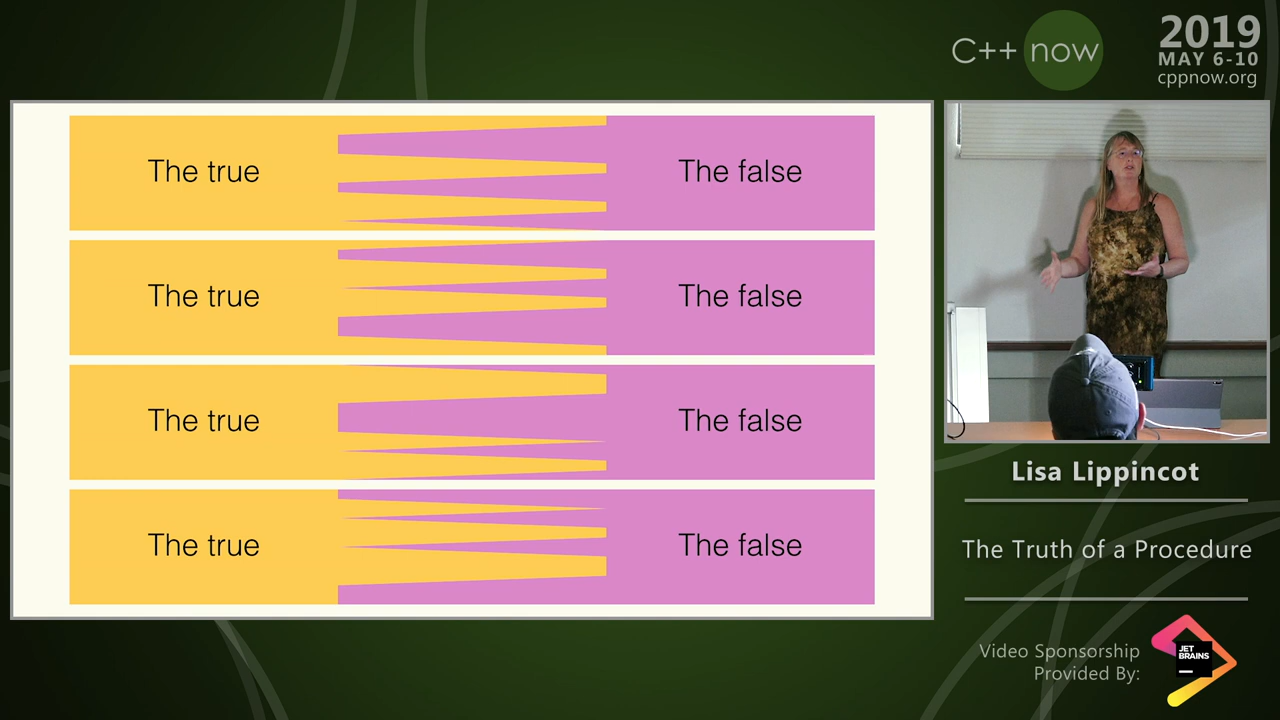 C++ now
2019
MAY 6-10
cppnow.org
The true
The false
The true
The false
The true
The false
The true
The false
Lisa Lippincot
The Truth of a Procedure
Video Sponsorship
Provided By:
JET
BRAINS